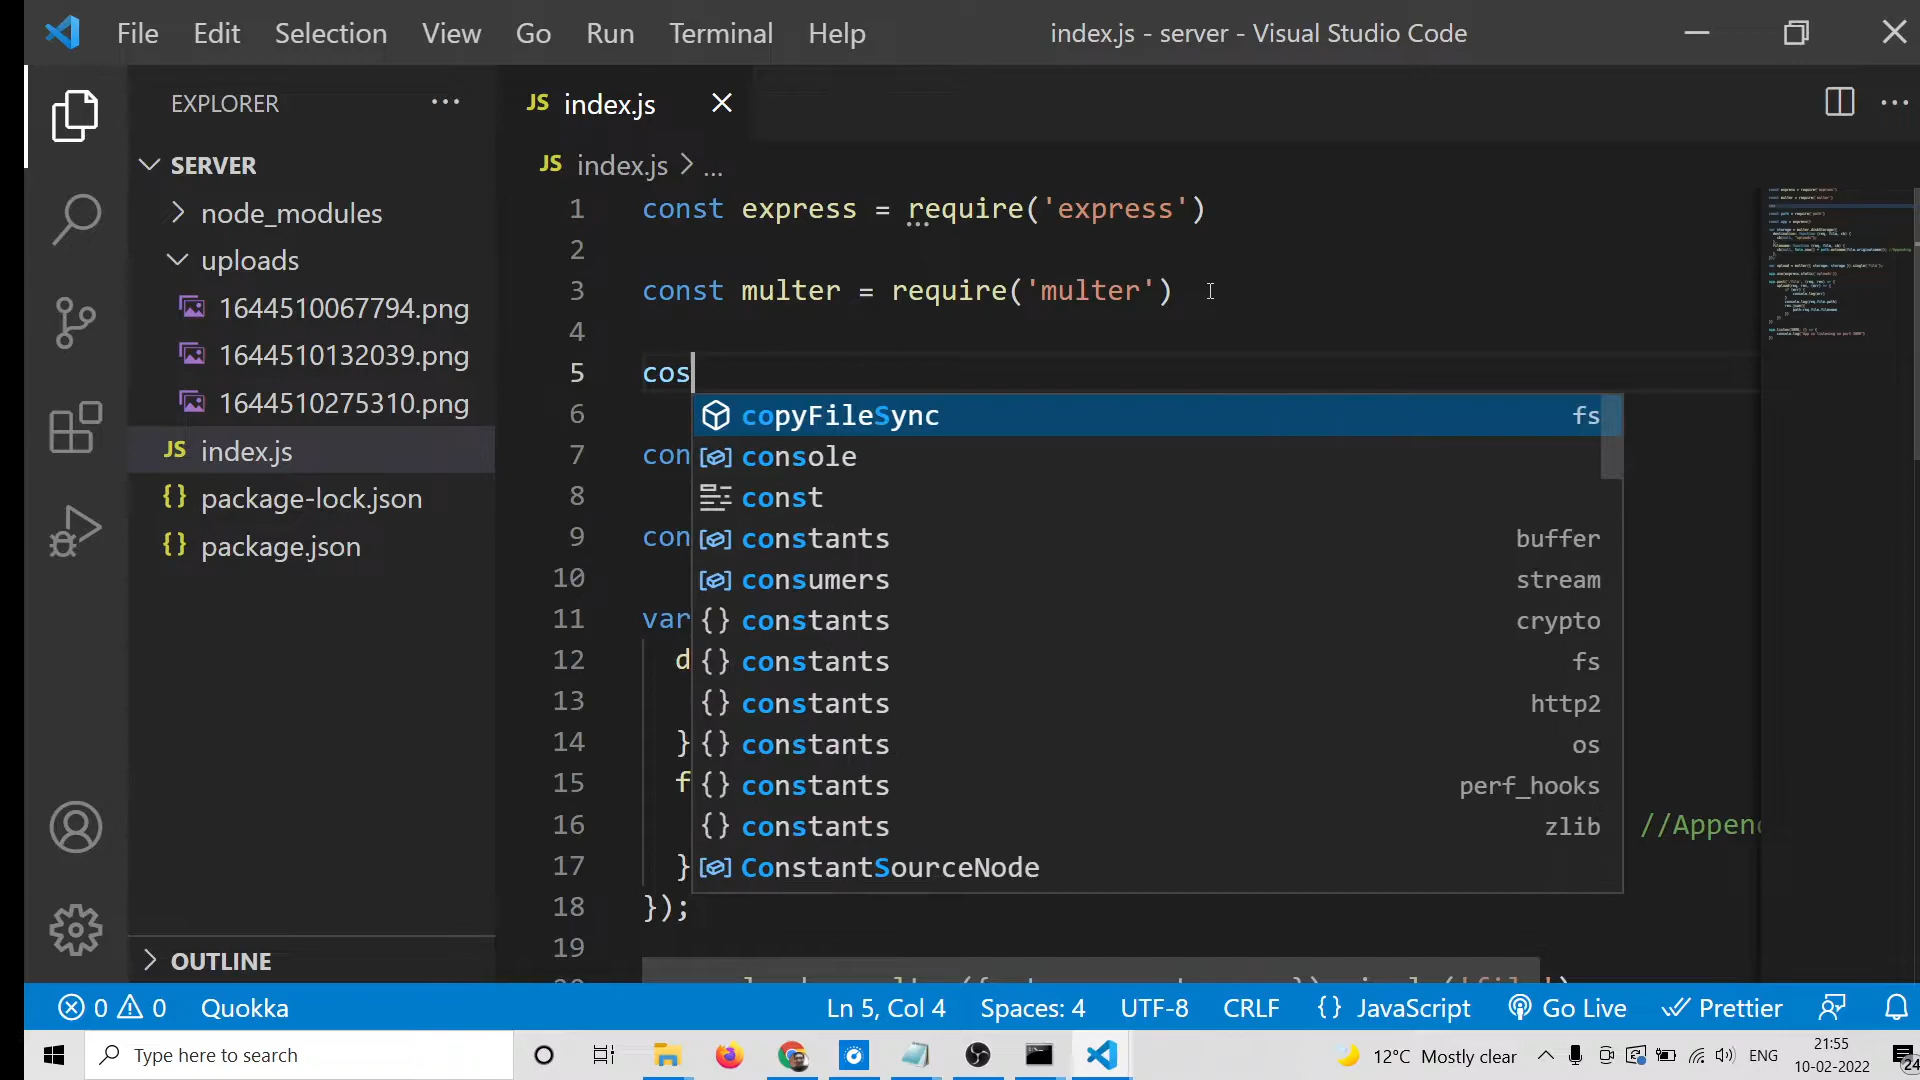 File Edit Selection View Go Run Terminal Help index.js - server - Visual Studio Code
EXPLORER ...
JS index.js
SERVER
JS index.js > ...
node_modules
uploads
1644510067794.png
1644510132039.png
1644510275310.png
JS index.js
{} package-lock.json
{} package.json
OUTLINE
1 const express = require('express')
2
3 const multer = require('multer')
4
5 cos
6
7 con
8
9 con
10
11 var
12 d
13
14 }
15 f
16 //Appen
17 }
18 });
19
copyFileSync fs
console
const
constants buffer
consumers stream
{} constants crypto
{} constants fs
{} constants http2
{} constants os
{} constants perf_hooks
{} constants zlib
ConstantSourceNode
0 0 Quokka Ln 5, Col 4 Spaces: 4 UTF-8 CRLF {} JavaScript Go Live Prettier
Type here to search 12°C Mostly clear ENG 21:55
10-02-2022 24